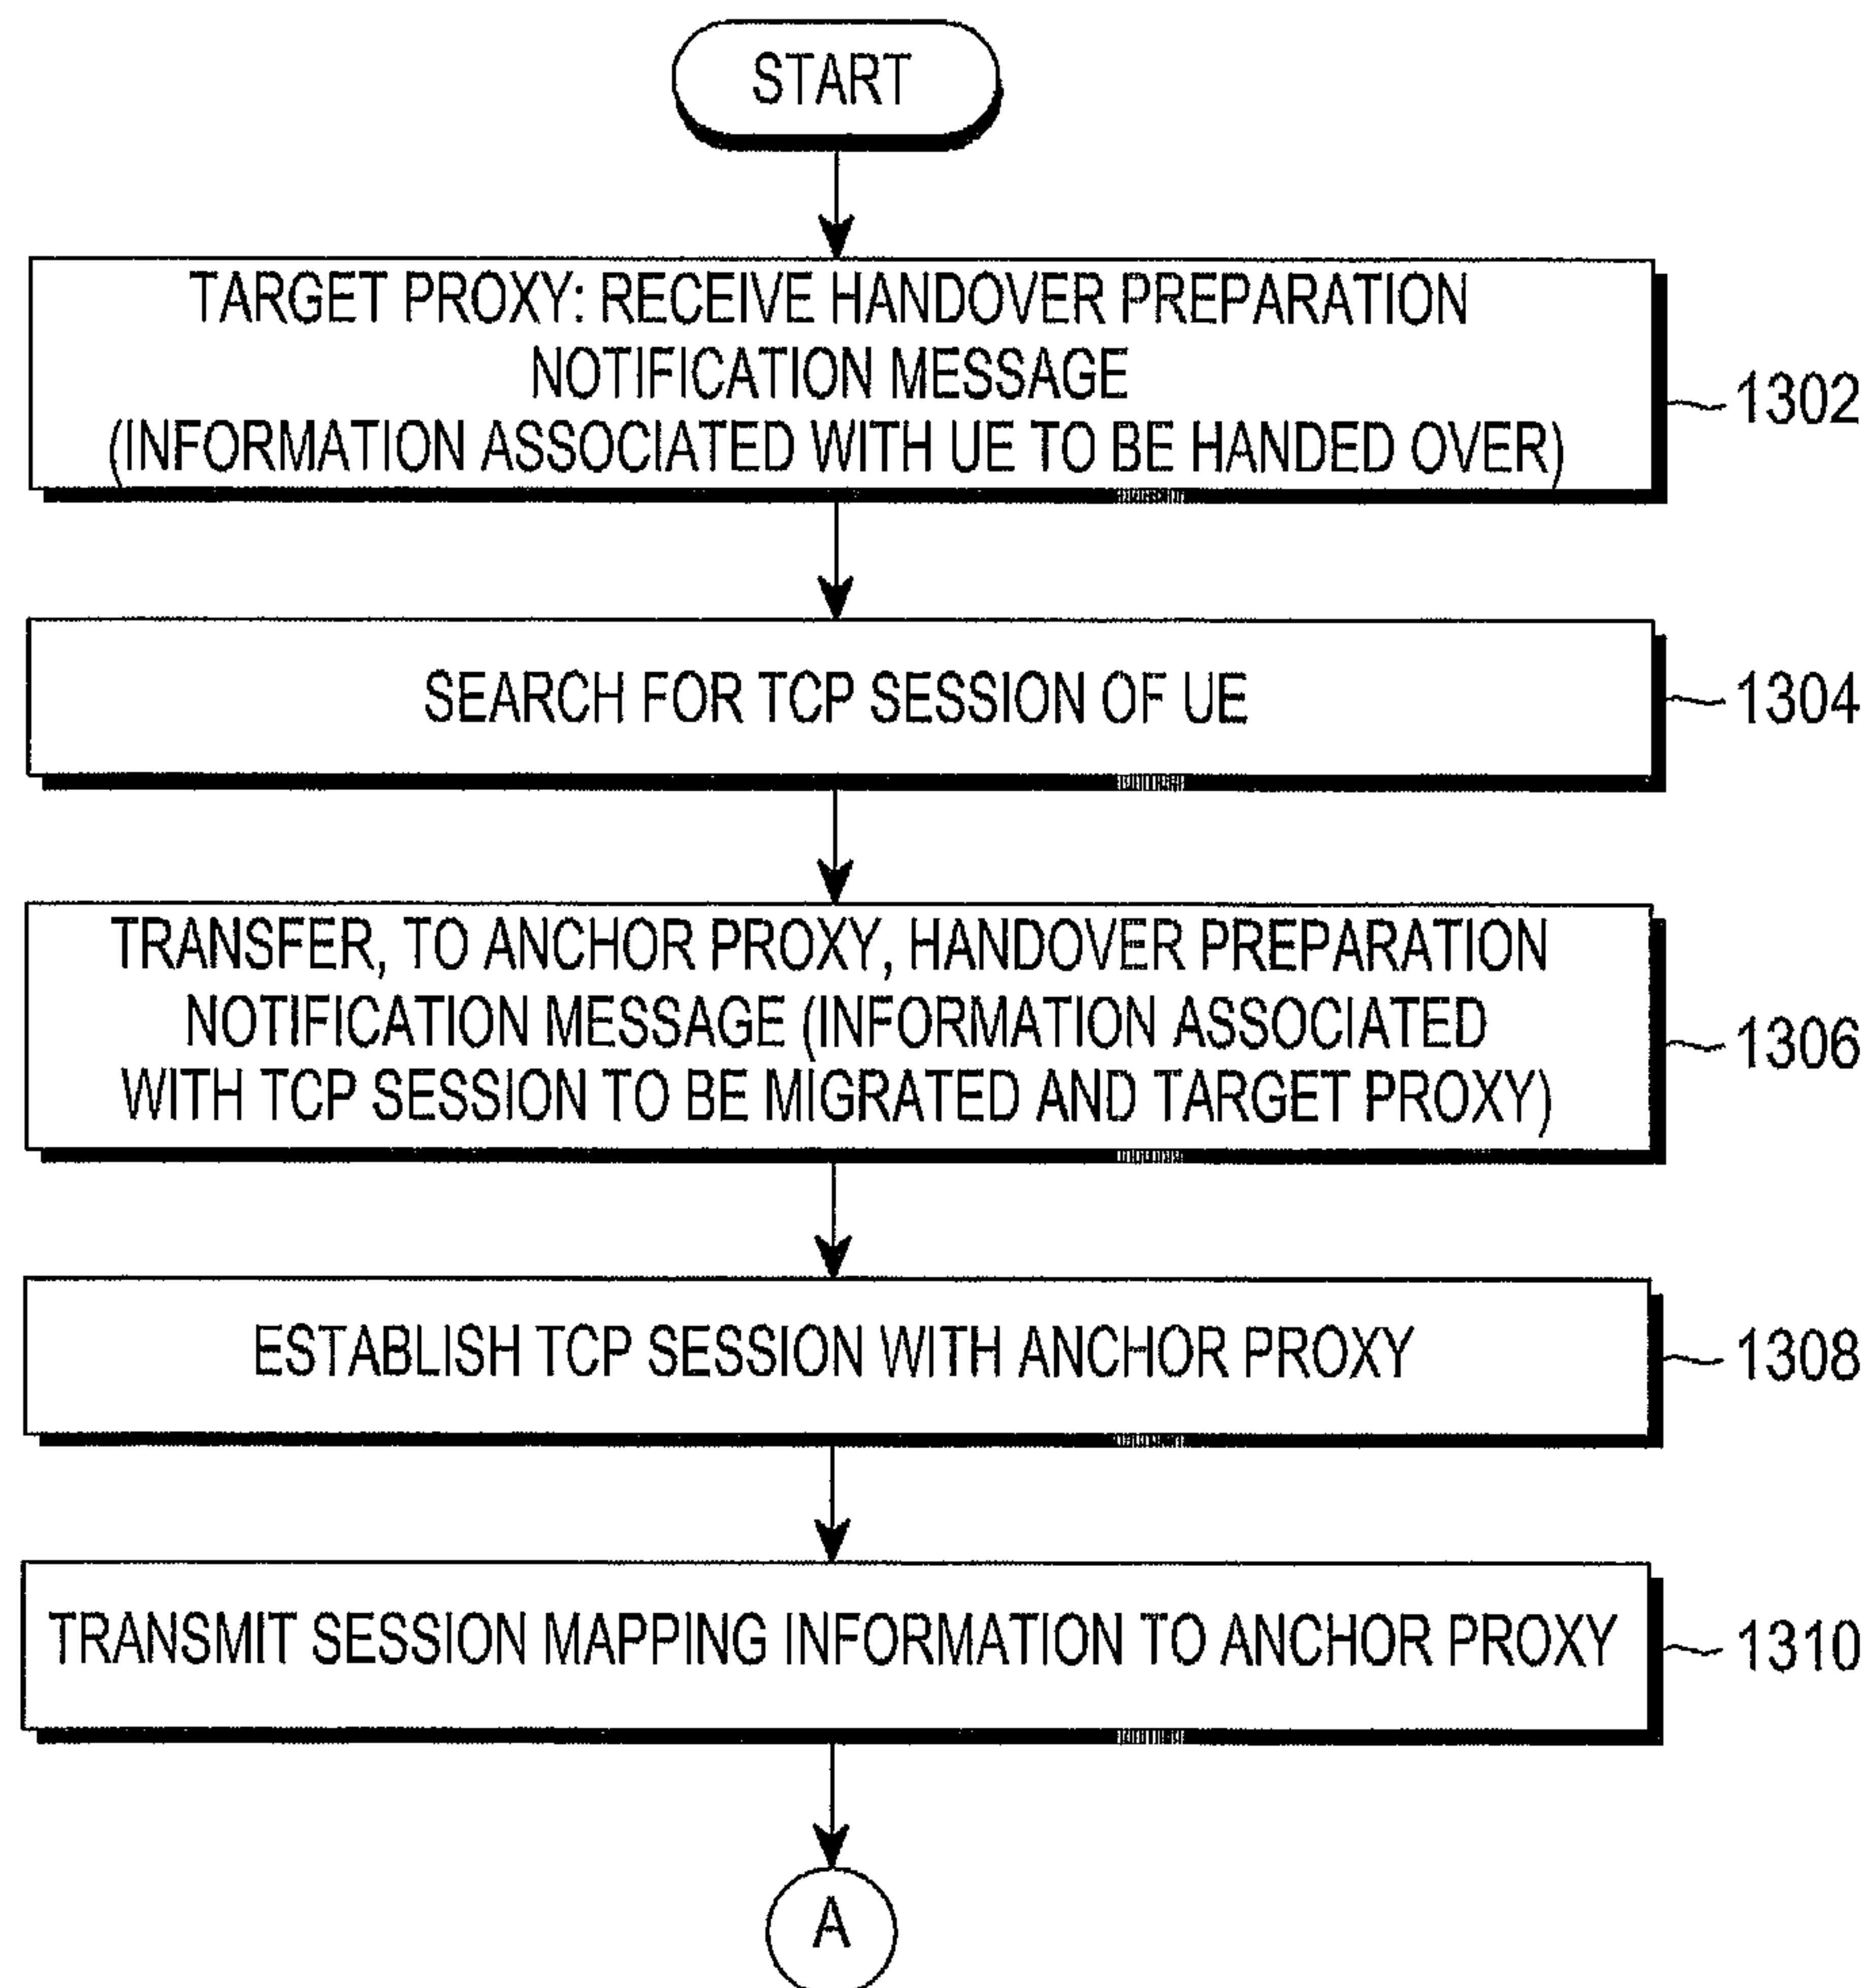 START
TARGET PROXY: RECEIVE HANDOVER PREPARATION
NOTIFICATION MESSAGE
(INFORMATION ASSOCIATED WITH UE TO BE HANDED OVER)
1302
SEARCH FOR TCP SESSION OF UE
1304
TRANSFER, TO ANCHOR PROXY, HANDOVER PREPARATION
NOTIFICATION MESSAGE (INFORMATION ASSOCIATED
WITH TCP SESSION TO BE MIGRATED AND TARGET PROXY)
1306
ESTABLISH TCP SESSION WITH ANCHOR PROXY
1308
TRANSMIT SESSION MAPPING INFORMATION TO ANCHOR PROXY
1310
A